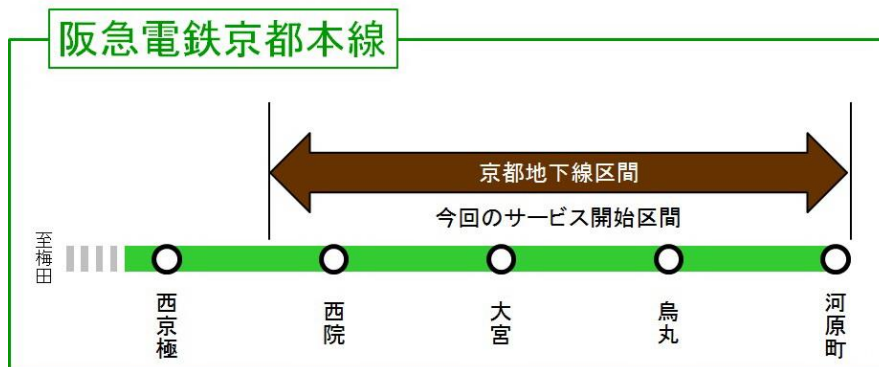 阪急電鉄京都本線
京都地下線区間
今回のサービス開始区間
至梅田
西京極
西院
大宮
烏丸
河原町